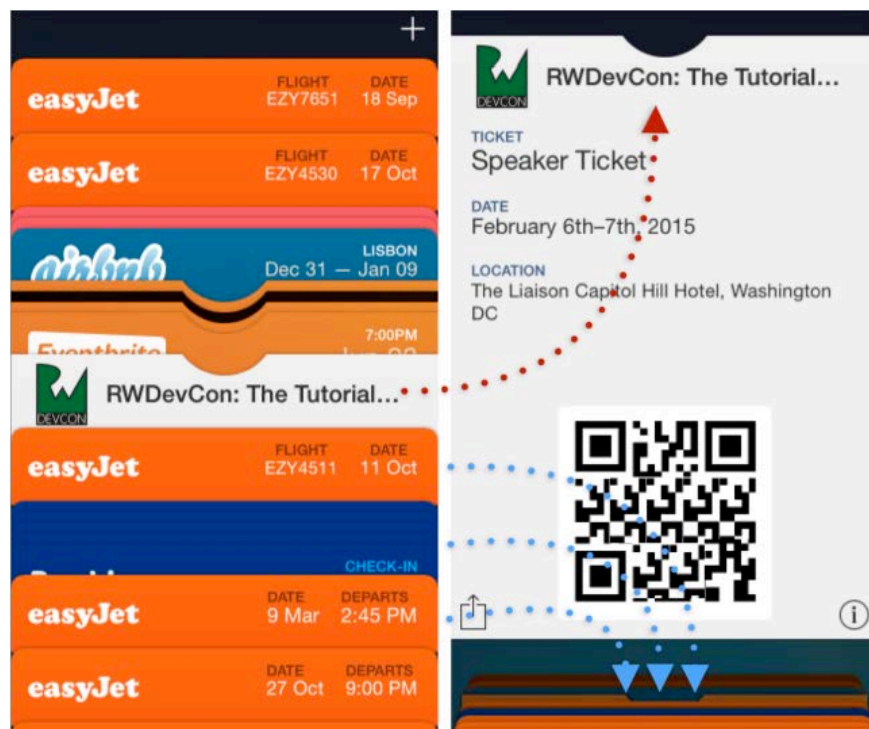 +
FLIGHT DATE
easyJet EZY7651 18 Sep
FLIGHT DATE
easyJet EZY4530 17 Oct
LISBON
airbnb Dec 31 — Jan 09
7:00PM
Eventbrite
DEVCON
RWDevCon: The Tutorial...
FLIGHT DATE
easyJet EZY4511 11 Oct
CHECK-IN
DATE DEPARTS
easyJet 9 Mar 2:45 PM
DATE DEPARTS
easyJet 27 Oct 9:00 PM
DEVCON
RWDevCon: The Tutorial...
TICKET
Speaker Ticket
DATE
February 6th–7th, 2015
LOCATION
The Liaison Capitol Hill Hotel, Washington
DC